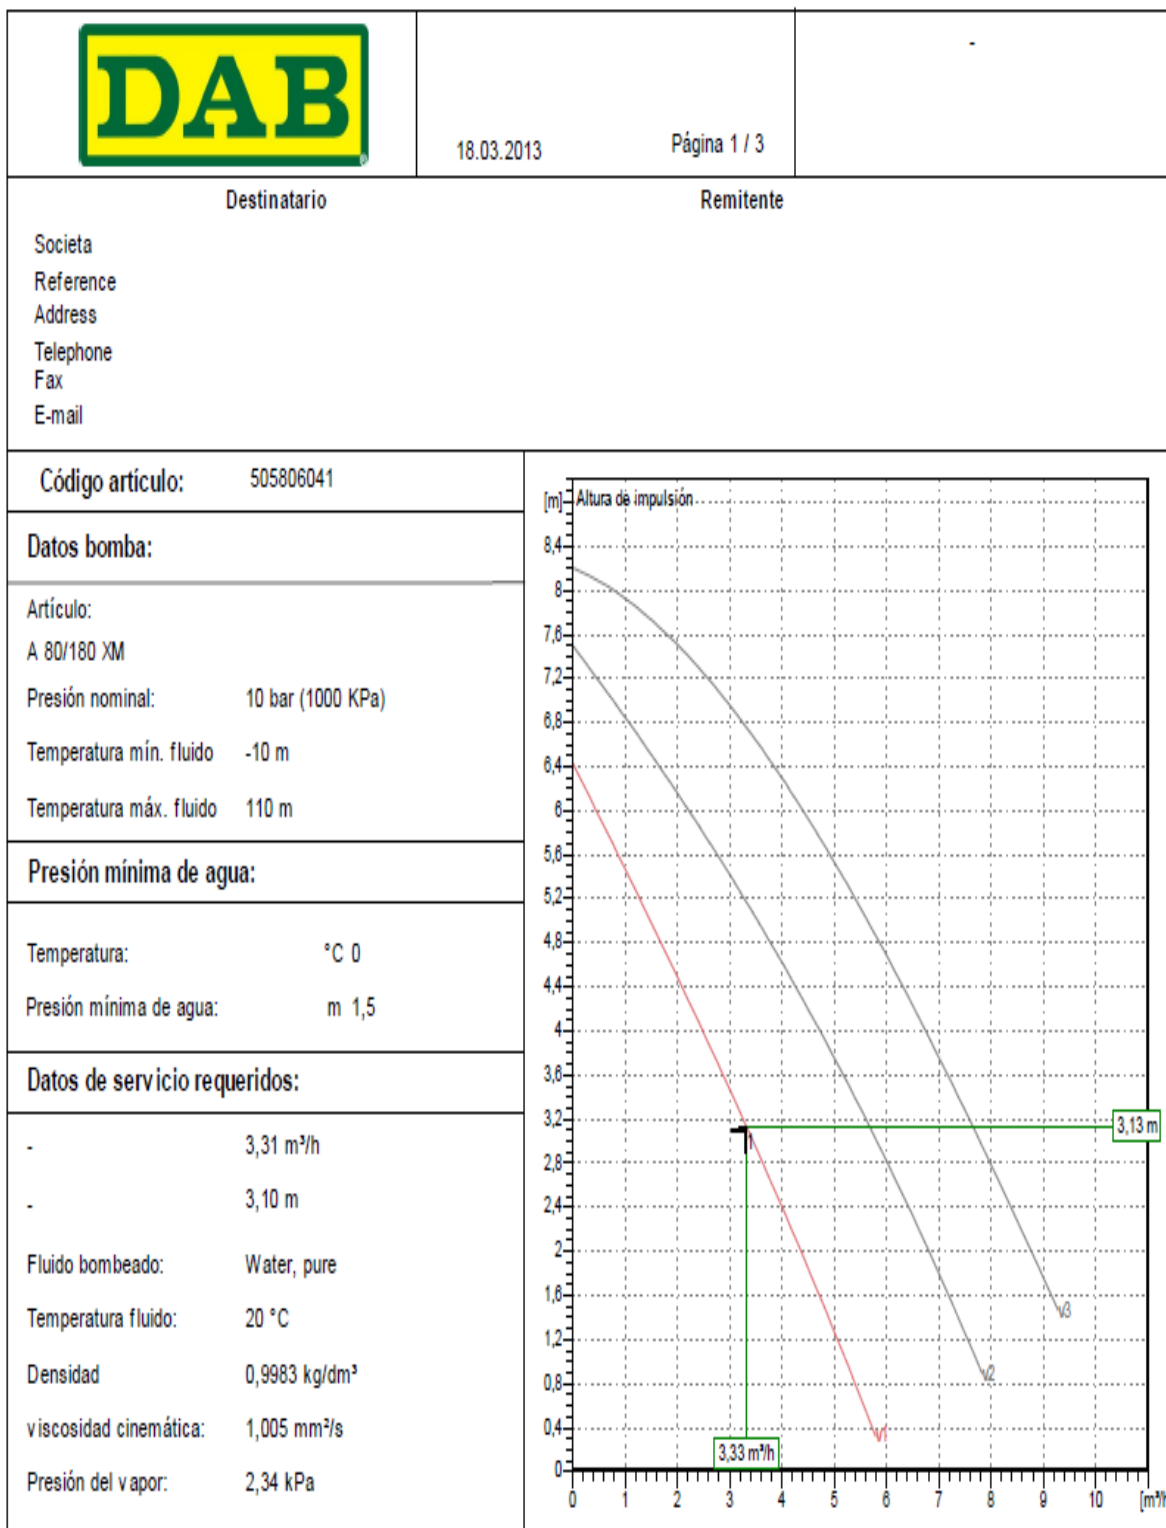 DAB
®
18.03.2013
Página 1 / 3
-
Destinatario
Remitente
Societa
Reference
Address
Telephone
Fax
E-mail
Código artículo: 505806041
Datos bomba:
Artículo:
A 80/180 XM
Presión nominal: 10 bar (1000 KPa)
Temperatura mín. fluido -10 m
Temperatura máx. fluido 110 m
Presión mínima de agua:
Temperatura: °C 0
Presión mínima de agua: m 1,5
Datos de servicio requeridos:
- 3,31 m³/h
- 3,10 m
Fluido bombeado: Water, pure
Temperatura fluido: 20 °C
Densidad 0,9983 kg/dm³
viscosidad cinemática: 1,005 mm²/s
Presión del vapor: 2,34 kPa
[m] Altura de impulsión
8,4
8
7,6
7,2
6,8
6,4
6
5,6
5,2
4,8
4,4
4
3,6
3,2
2,8
2,4
2
1,6
1,2
0,8
0,4
0
3,13 m
1
V3
V2
V1
3,33 m³/h
0 1 2 3 4 5 6 7 8 9 10 [m³/h